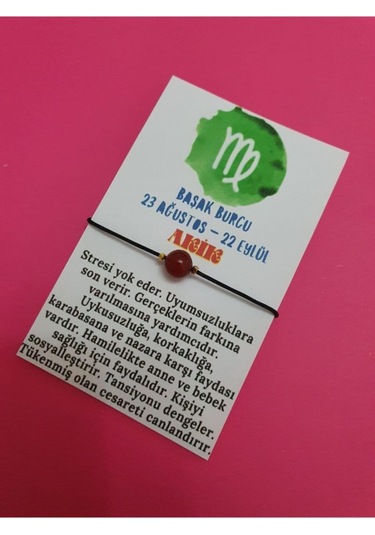 BAŞAK BURCU
23 AĞUSTOS – 22 EYLÜL
Stresi yok eder. Uyumsuzluklara
son verir. Gerçeklerin farkına
varılmasına yardımcıdır.
Uykusuzluğa, korkaklığa,
karabasana ve nazara karşı faydası
vardır. Hamilelikte anne ve bebek
sağlığı için faydalıdır. Kişiyi
sosyalleştirir. Tansiyonu dengeler.
Tükenmiş olan cesareti canlandırır.